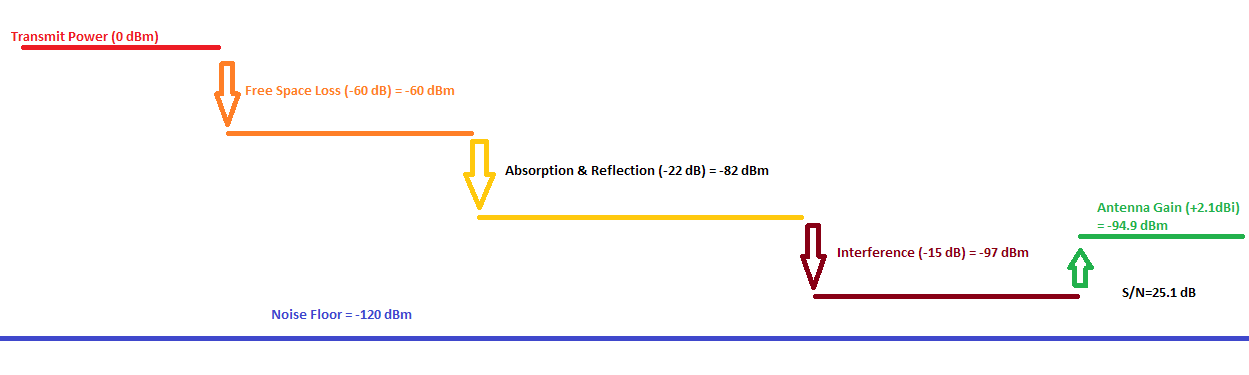 Transmit Power (0 dBm)
Free Space Loss (-60 dB) = -60 dBm
Absorption & Reflection (-22 dB) = -82 dBm
Antenna Gain (+2.1dBi)
= -94.9 dBm
Interference (-15 dB) = -97 dBm
S/N=25.1 dB
Noise Floor = -120 dBm